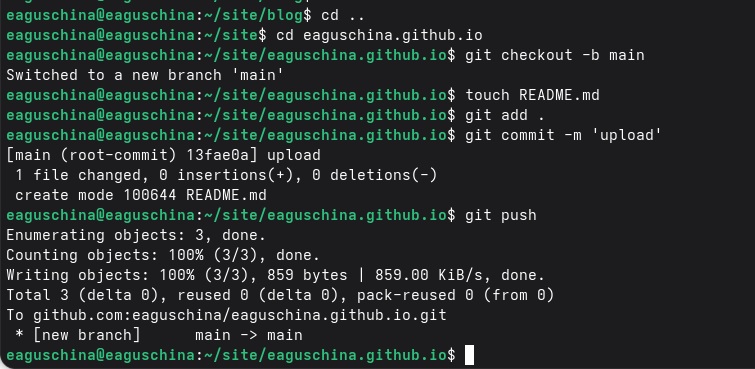 eaguschina@eaguschina:~/site/blog$ cd ..
eaguschina@eaguschina:~/site$ cd eaguschina.github.io
eaguschina@eaguschina:~/site/eaguschina.github.io$ git checkout -b main
Switched to a new branch 'main'
eaguschina@eaguschina:~/site/eaguschina.github.io$ touch README.md
eaguschina@eaguschina:~/site/eaguschina.github.io$ git add .
eaguschina@eaguschina:~/site/eaguschina.github.io$ git commit -m 'upload'
[main (root-commit) 13fae0a] upload
 1 file changed, 0 insertions(+), 0 deletions(-)
 create mode 100644 README.md
eaguschina@eaguschina:~/site/eaguschina.github.io$ git push
Enumerating objects: 3, done.
Counting objects: 100% (3/3), done.
Writing objects: 100% (3/3), 859 bytes | 859.00 KiB/s, done.
Total 3 (delta 0), reused 0 (delta 0), pack-reused 0 (from 0)
To github.com:eaguschina/eaguschina.github.io.git
 * [new branch]      main -> main
eaguschina@eaguschina:~/site/eaguschina.github.io$